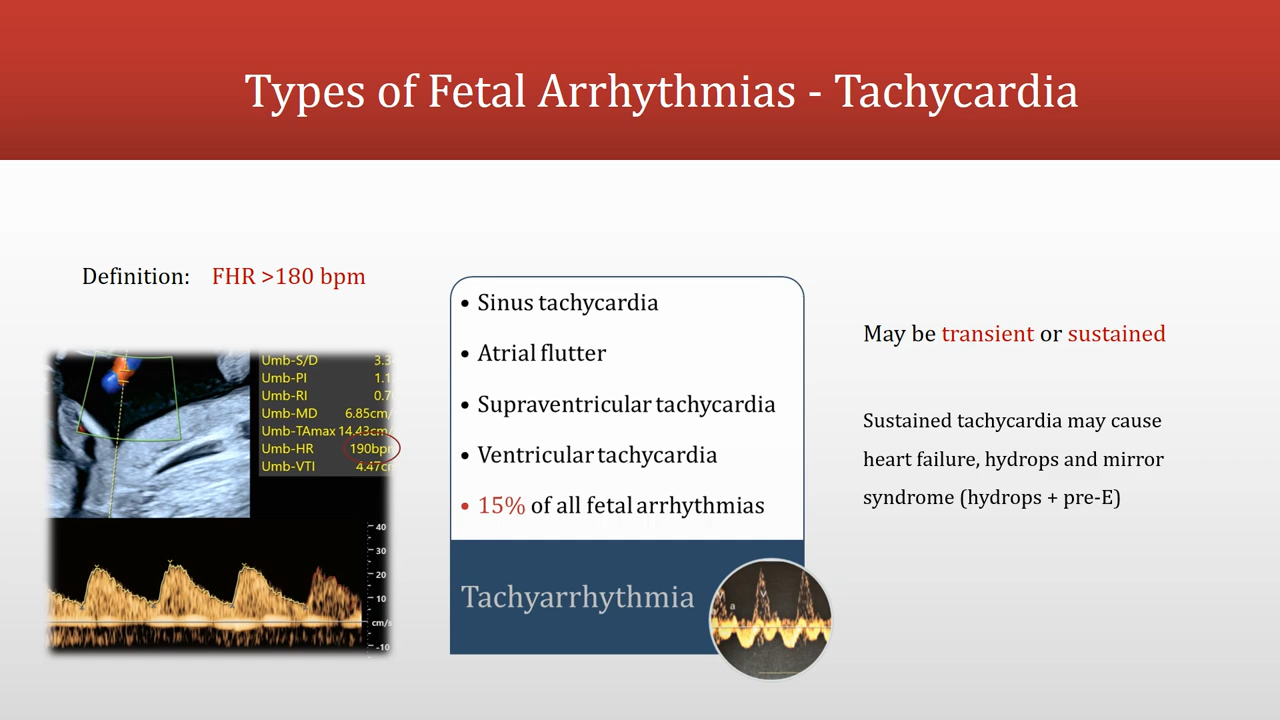 Types of Fetal Arrhythmias - Tachycardia
Definition: FHR >180 bpm
Umb-S/D 3.3
Umb-PI 1.1
Umb-RI 0.7
Umb-MD 6.85cm/
Umb-TAmax 14.43cm/
Umb-HR 190bp
Umb-VTI 4.47c
40
30
20
10
cm/
-10
• Sinus tachycardia
• Atrial flutter
• Supraventricular tachycardia
• Ventricular tachycardia
• 15% of all fetal arrhythmias
Tachyarrhythmia
a
May be transient or sustained
Sustained tachycardia may cause
heart failure, hydrops and mirror
syndrome (hydrops + pre-E)